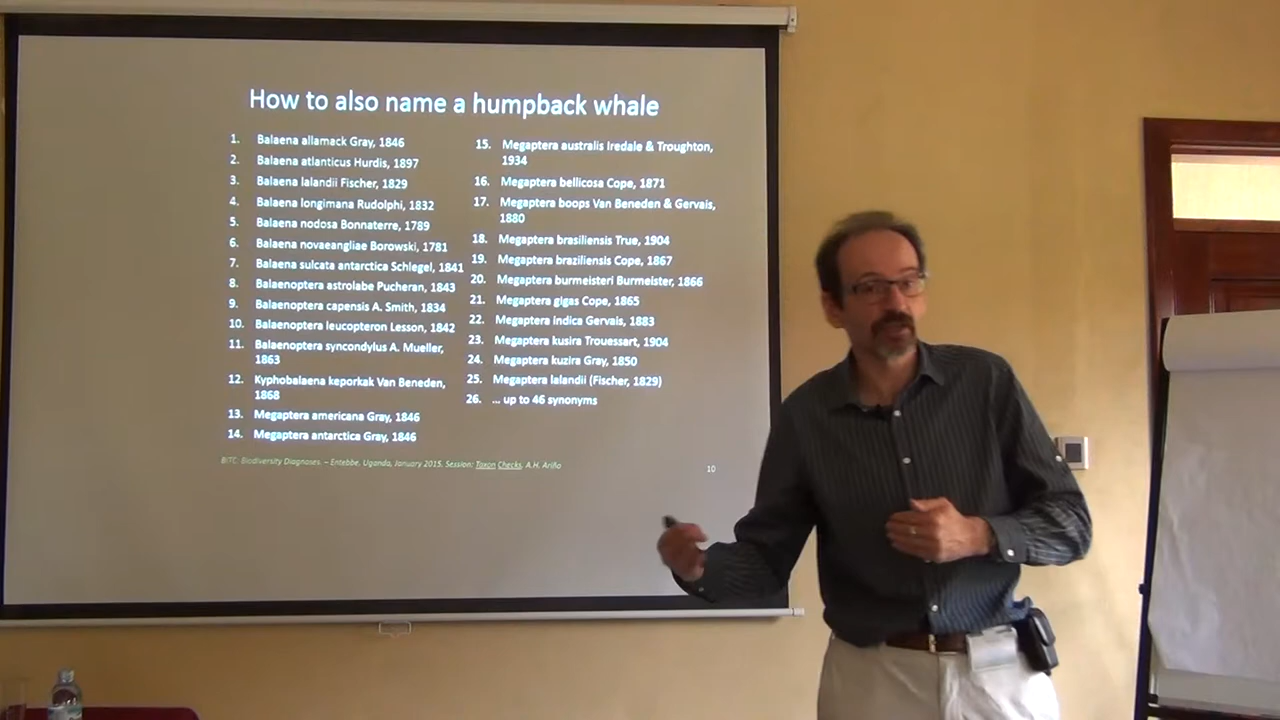 How to also name a humpback whale
1. Balaena allamack Gray, 1846
2. Balaena atlanticus Hurdis, 1897
3. Balaena lalandii Fischer, 1829
4. Balaena longimana Rudolphi, 1832
5. Balaena nodosa Bonnaterre, 1789
6. Balaena novaeangliae Borowski, 1781
7. Balaena sulcata antarctica Schlegel, 1841
8. Balaenoptera astrolabe Pucheran, 1843
9. Balaenoptera capensis A. Smith, 1834
10. Balaenoptera leucopteron Lesson, 1842
11. Balaenoptera syncondylus A. Mueller,
1863
12. Kyphobalaena keporkak Van Beneden,
1868
13. Megaptera americana Gray, 1846
14. Megaptera antarctica Gray, 1846
15. Megaptera australis Iredale & Troughton,
1934
16. Megaptera bellicosa Cope, 1871
17. Megaptera boops Van Beneden & Gervais,
1880
18. Megaptera brasiliensis True, 1904
19. Megaptera braziliensis Cope, 1867
20. Megaptera burmeisteri Burmeister, 1866
21. Megaptera gigas Cope, 1865
22. Megaptera indica Gervais, 1883
23. Megaptera kusira Trouessart, 1904
24. Megaptera kuzira Gray, 1850
25. Megaptera lalandii (Fischer, 1829)
26. ... up to 46 synonyms
BITC: Biodiversity Diagnoses. – Entebbe, Uganda, January 2015. Session: Taxon Checks. A.H. Ariño
10